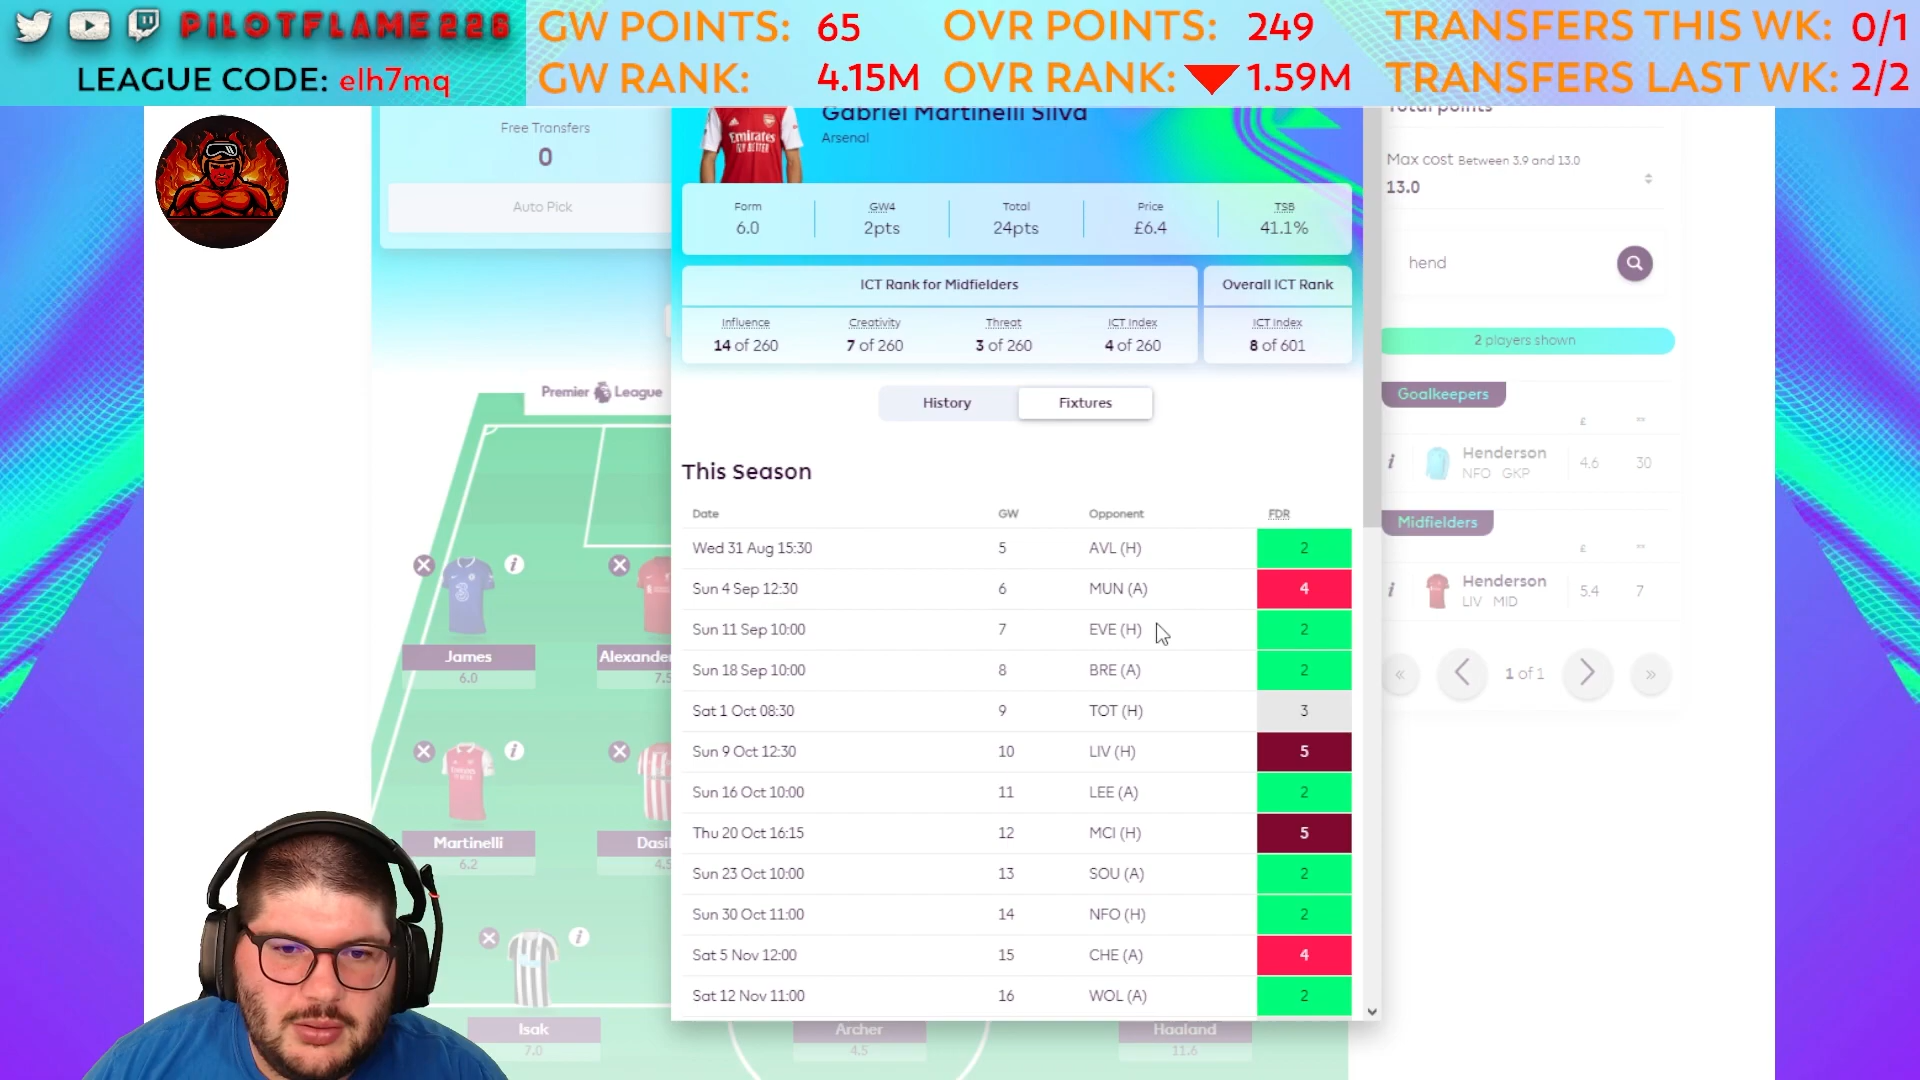 PILOTFLAME228
LEAGUE CODE: elh7mq
GW POINTS: 65
OVR POINTS: 249
TRANSFERS THIS WK: 0/1
GW RANK: 4.15M
OVR RANK: 1.59M
TRANSFERS LAST WK: 2/2
Free Transfers
0
Auto Pick
Premier League
Gabriel Martinelli Silva
Arsenal
Emirates
FLY BETTER
Form
6.0
GW4
2pts
Total
24pts
Price
£6.4
TSB
41.1%
ICT Rank for Midfielders
Overall ICT Rank
Influence
14 of 260
Creativity
7 of 260
Threat
3 of 260
ICT Index
4 of 260
ICT Index
8 of 601
History
Fixtures
This Season
Date GW Opponent FDR
Wed 31 Aug 15:30 5 AVL (H) 2
Sun 4 Sep 12:30 6 MUN (A) 4
Sun 11 Sep 10:00 7 EVE (H) 2
Sun 18 Sep 10:00 8 BRE (A) 2
Sat 1 Oct 08:30 9 TOT (H) 3
Sun 9 Oct 12:30 10 LIV (H) 5
Sun 16 Oct 10:00 11 LEE (A) 2
Thu 20 Oct 16:15 12 MCI (H) 5
Sun 23 Oct 10:00 13 SOU (A) 2
Sun 30 Oct 11:00 14 NFO (H) 2
Sat 5 Nov 12:00 15 CHE (A) 4
Sat 12 Nov 11:00 16 WOL (A) 2
James
6.0
Alexande
7.5
Martinelli
6.2
Dasil
4.5
Isak
7.0
Archer
4.5
Haaland
11.6
Total points
Max cost Between 3.9 and 13.0
13.0
hend
2 players shown
Goalkeepers
£ **
Henderson
NFO GKP
4.6 30
Midfielders
£ **
Henderson
LIV MID
5.4 7
« 1 of 1 »